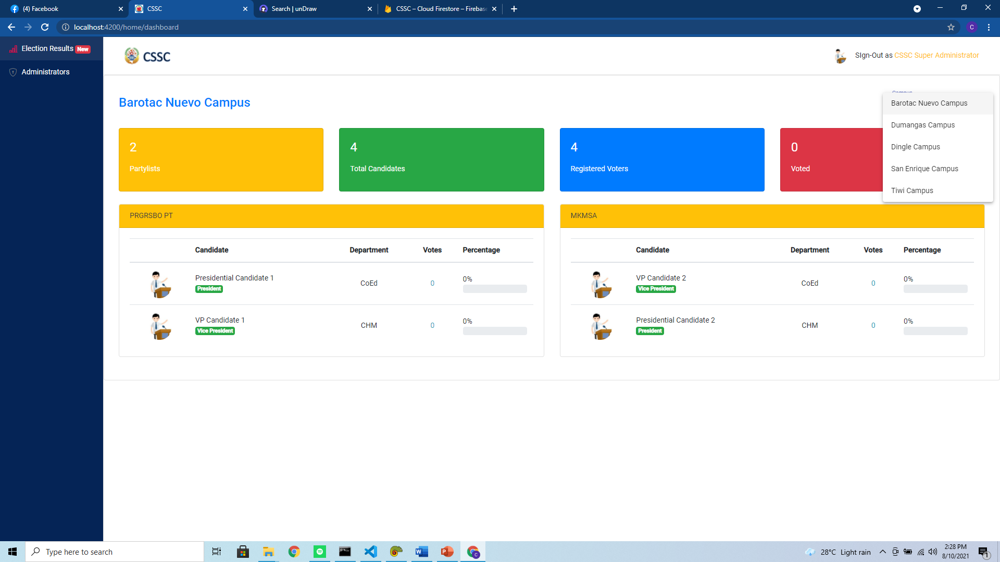 (4) Facebook
CSSC
Search | unDraw
CSSC – Cloud Firestore – Firebase
localhost:4200/home/dashboard
C
Election Results New
Administrators
CSSC
SIgn-Out as CSSC Super Administrator
Barotac Nuevo Campus
Campus
Barotac Nuevo Campus
Dumangas Campus
Dingle Campus
San Enrique Campus
Tiwi Campus
2
Partylists
4
Total Candidates
4
Registered Voters
0
Voted
PRGRSBO PT
Candidate Department Votes Percentage
Presidential Candidate 1
President
CoEd 0 0%
VP Candidate 1
Vice President
CHM 0 0%
MKMSA
Candidate Department Votes Percentage
VP Candidate 2
Vice President
CoEd 0 0%
Presidential Candidate 2
President
CHM 0 0%
Type here to search
28°C Light rain
2:28 PM
8/10/2021
1